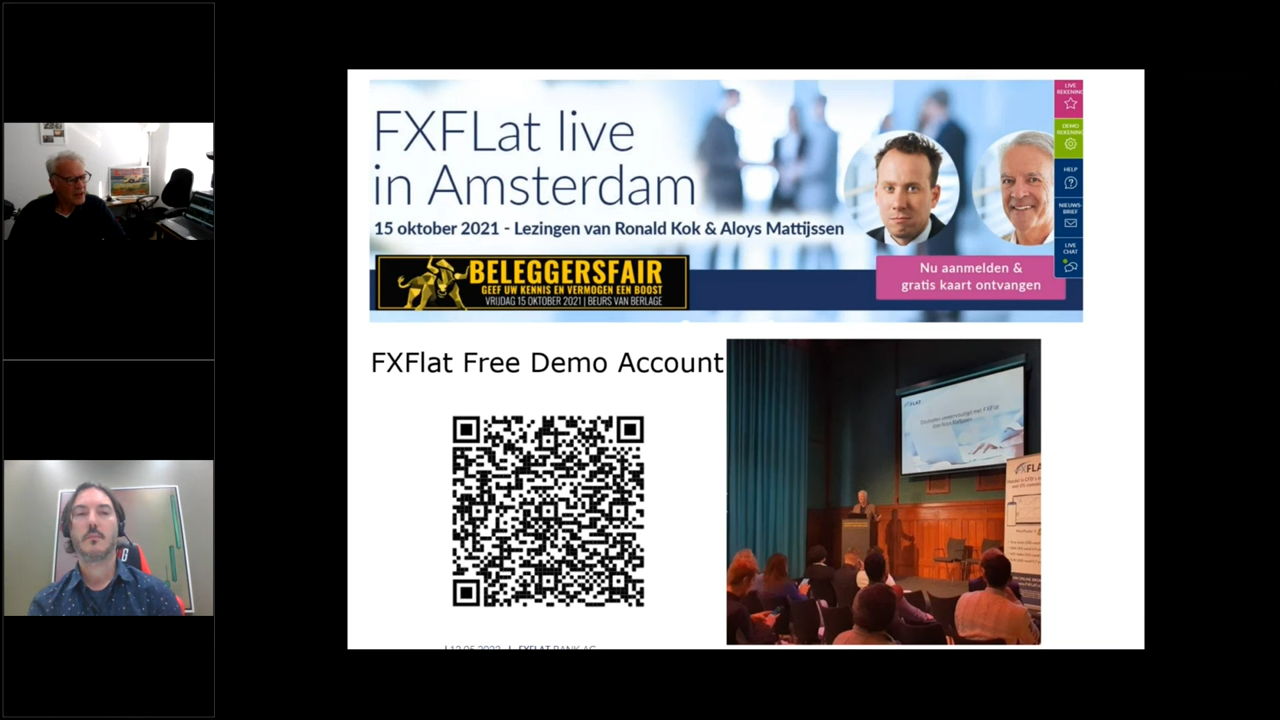 FXFLat live
in Amsterdam
15 oktober 2021 - Lezingen van Ronald Kok & Aloys Mattijssen
BELEGGERSFAIR
GEEF UW KENNIS EN VERMOGEN EEN BOOST
VRIJDAG 15 OKTOBER 2021 | BEURS VAN BERLAGE
Nu aanmelden &
gratis kaart ontvangen
LIVE
REKENING
DEMO
REKENING
HELP
NIEUWS-
BRIEF
LIVE
CHAT
FXFlat Free Demo Account
FXFLAT
FXFLA